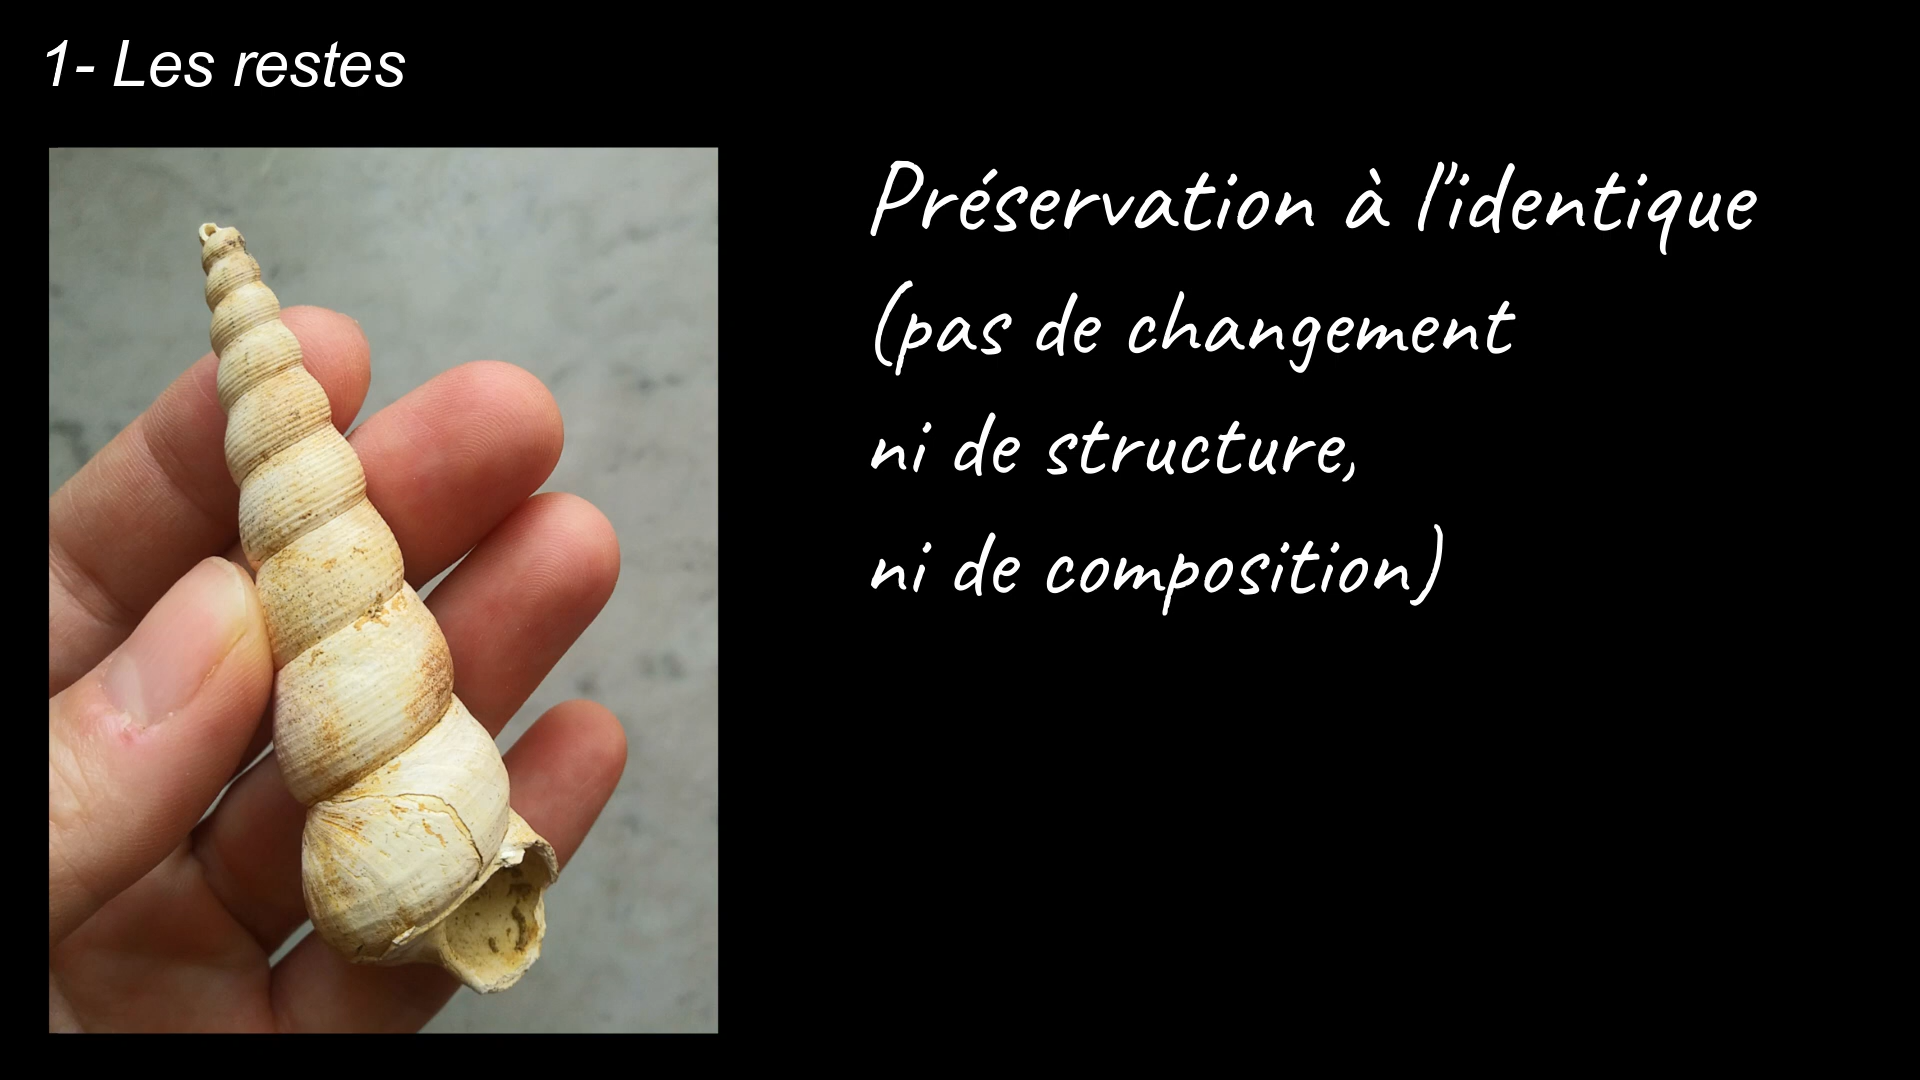 1- Les restes
Préservation à l'identique
(pas de changement
ni de structure,
ni de composition)